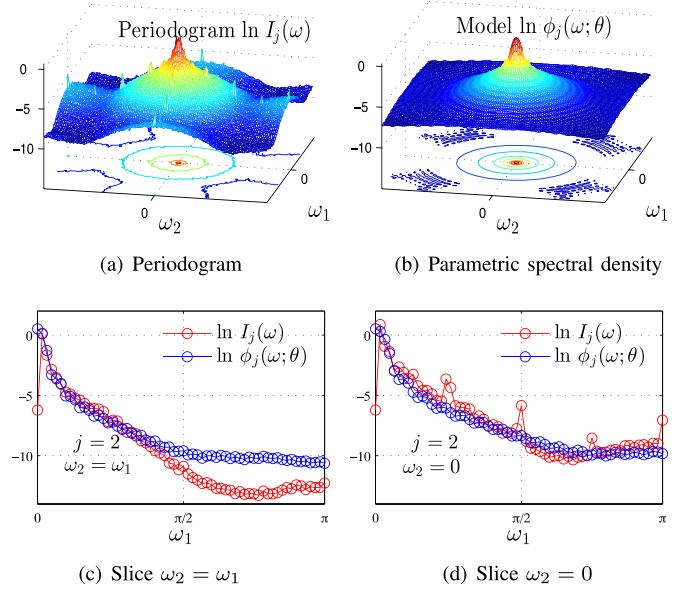 Periodogram ln I_j(ω)
0
−5
−10
0
0
ω_2
ω_1
(a) Periodogram
Model ln ϕ_j(ω; θ)
0
−5
−10
0
0
ω_2
ω_1
(b) Parametric spectral density
0
−5
−10
ln I_j(ω)
ln ϕ_j(ω; θ)
j = 2
ω_2 = ω_1
0
π/2
π
ω_1
(c) Slice ω_2 = ω_1
0
−5
−10
ln I_j(ω)
ln ϕ_j(ω; θ)
j = 2
ω_2 = 0
0
π/2
π
ω_1
(d) Slice ω_2 = 0